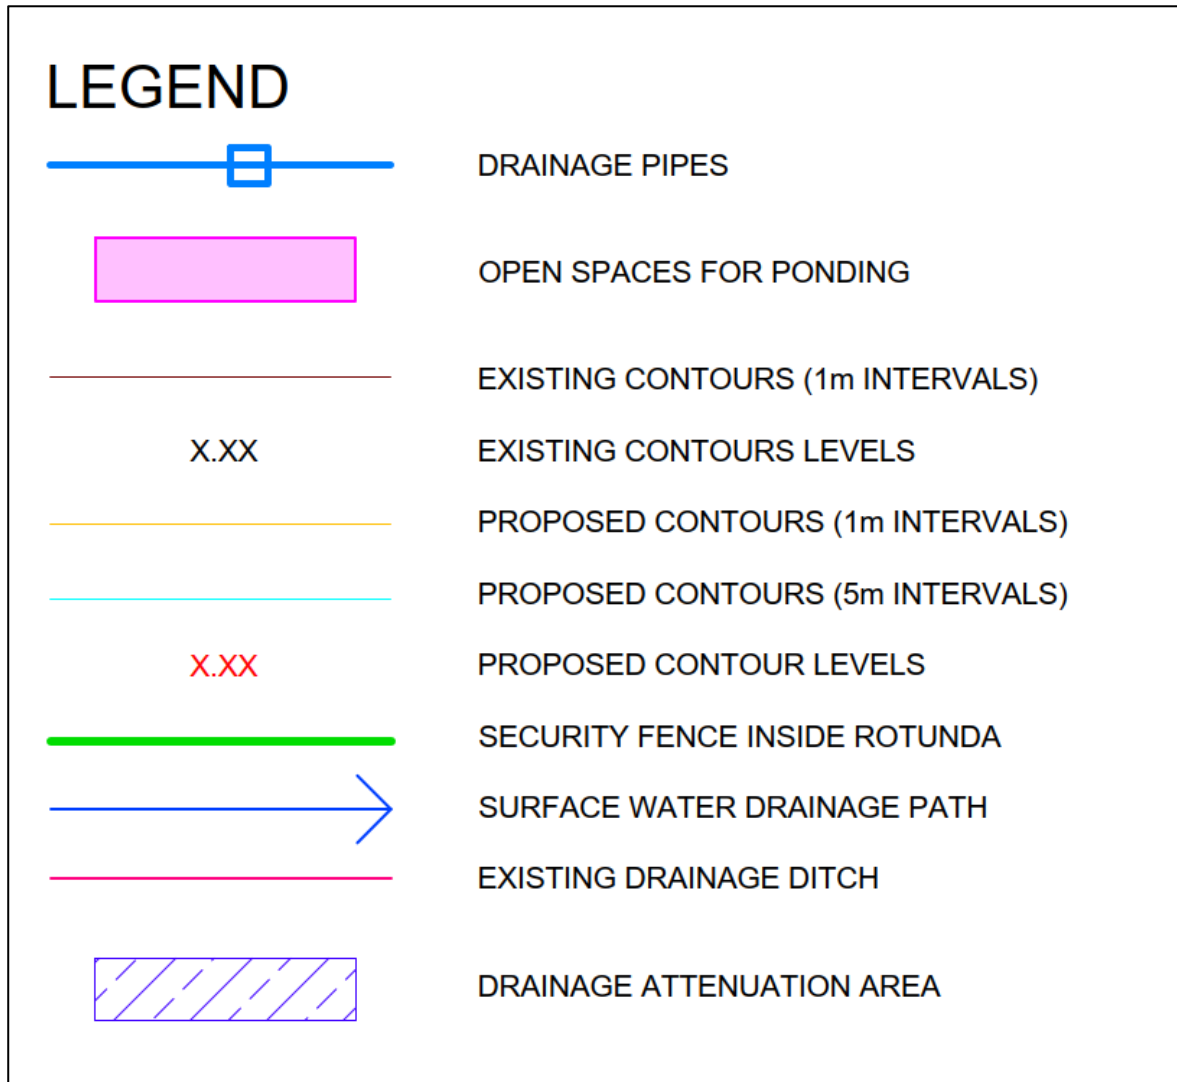 LEGEND
DRAINAGE PIPES
OPEN SPACES FOR PONDING
EXISTING CONTOURS (1m INTERVALS)
X.XX EXISTING CONTOURS LEVELS
PROPOSED CONTOURS (1m INTERVALS)
PROPOSED CONTOURS (5m INTERVALS)
X.XX PROPOSED CONTOUR LEVELS
SECURITY FENCE INSIDE ROTUNDA
SURFACE WATER DRAINAGE PATH
EXISTING DRAINAGE DITCH
DRAINAGE ATTENUATION AREA